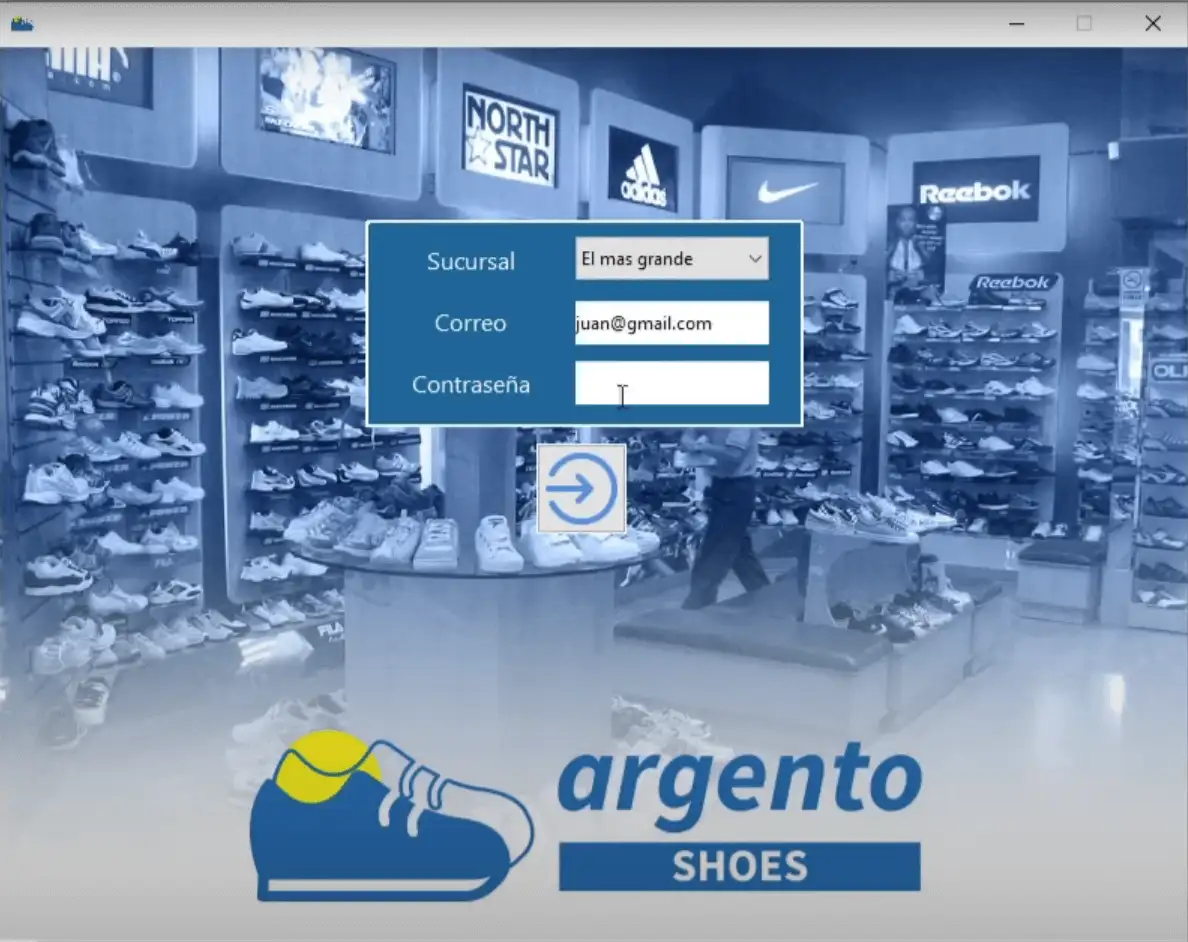 NORTH
STAR
adidas
Reebok
Reebok
Sucursal
El mas grande
Correo
juan@gmail.com
Contraseña
argento
SHOES